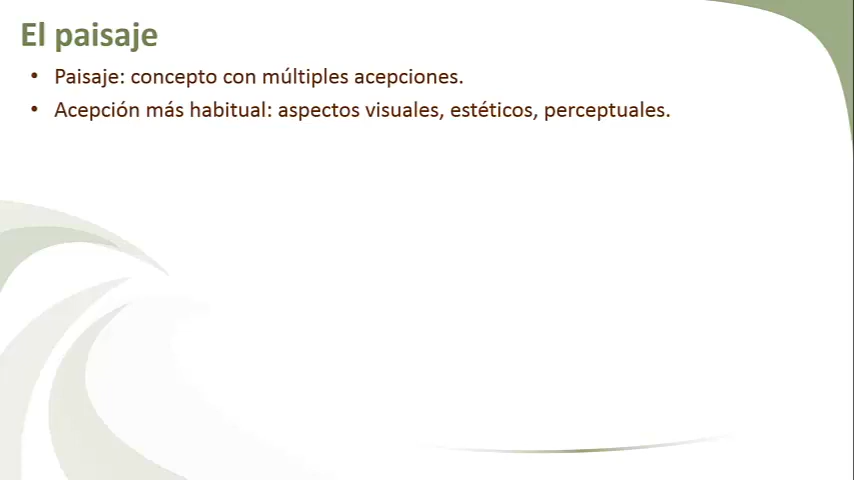 El paisaje
• Paisaje: concepto con múltiples acepciones.
• Acepción más habitual: aspectos visuales, estéticos, perceptuales.